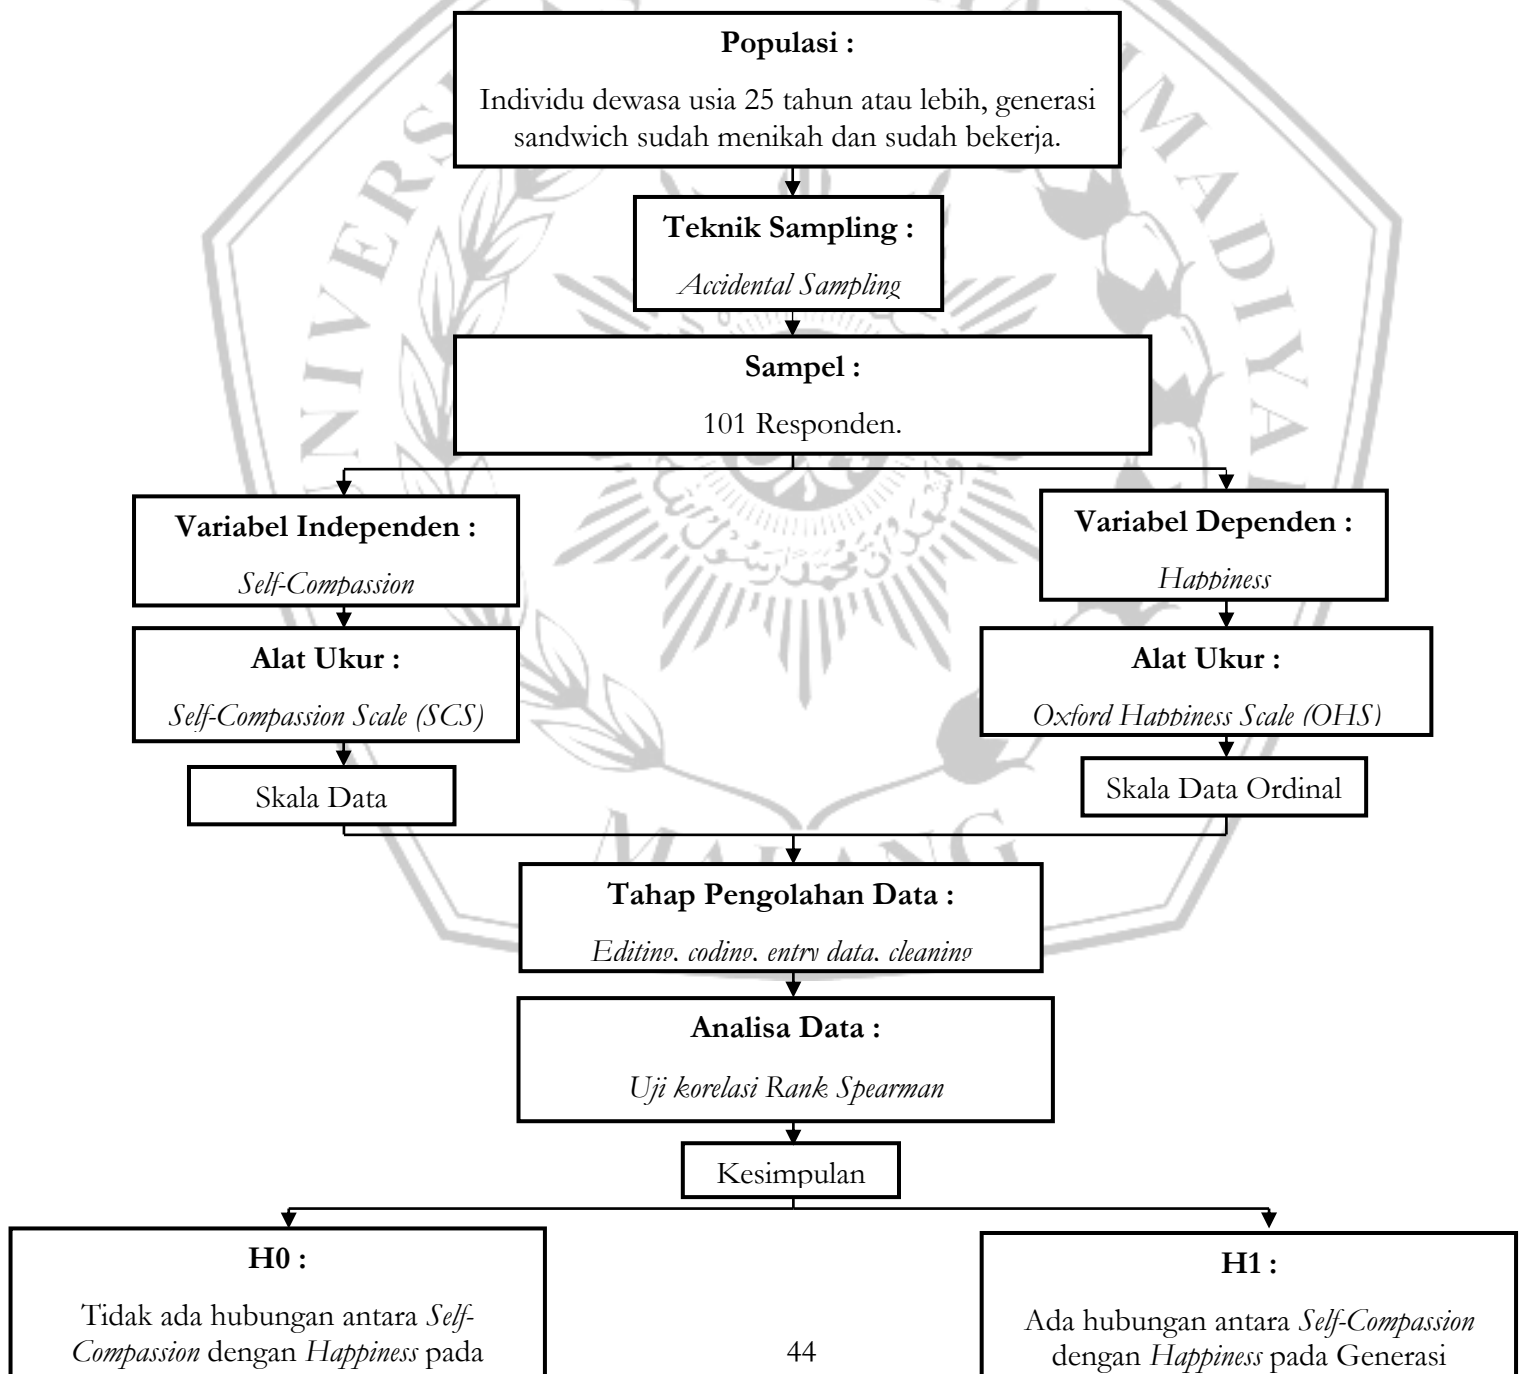 Populasi :
Individu dewasa usia 25 tahun atau lebih, generasi
sandwich sudah menikah dan sudah bekerja.
Teknik Sampling :
Accidental Sampling
Sampel :
101 Responden.
Variabel Independen :
Self-Compassion
Variabel Dependen :
Happiness
Alat Ukur :
Self-Compassion Scale (SCS)
Alat Ukur :
Oxford Happiness Scale (OHS)
Skala Data
Skala Data Ordinal
Tahap Pengolahan Data :
Editing, coding, entry data, cleaning
Analisa Data :
Uji korelasi Rank Spearman
Kesimpulan
H0 :
Tidak ada hubungan antara Self-
Compassion dengan Happiness pada
H1 :
Ada hubungan antara Self-Compassion
dengan Happiness pada Generasi
44
MALANG